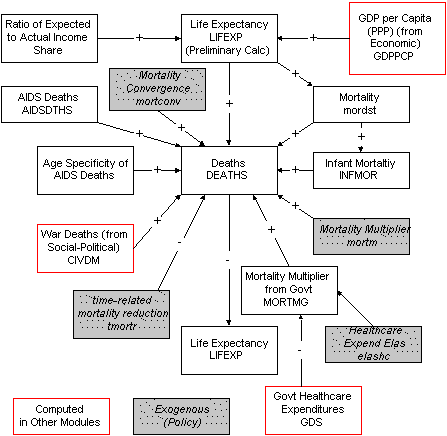 Ratio of Expected
to Actual Income
Share
+
Life Expectancy
LIFEXP
(Preliminary Calc)
+
GDP per Capita
(PPP) (from
Economic)
GDPPCP
Mortality
Convergence
mortconv
+
+
AIDS Deaths
AIDSDTHS
+
+
Mortality
mordst
+
+
Age Specificity of
AIDS Deaths
+
Deaths
DEATHS
+
Infant Mortaltiy
INFMOR
War Deaths (from
Social-Political)
CIVDM
+
-
-
+
+
Mortality Multiplier
mortm
time-related
mortality reduction
tmortr
Mortality Multiplier
from Govt
MORTMG
+
Life Expectancy
LIFEXP
-
Healthcare
Expend Elas
elashc
Computed
in Other Modules
Exogenous
(Policy)
Govt Healthcare
Expenditures
GDS